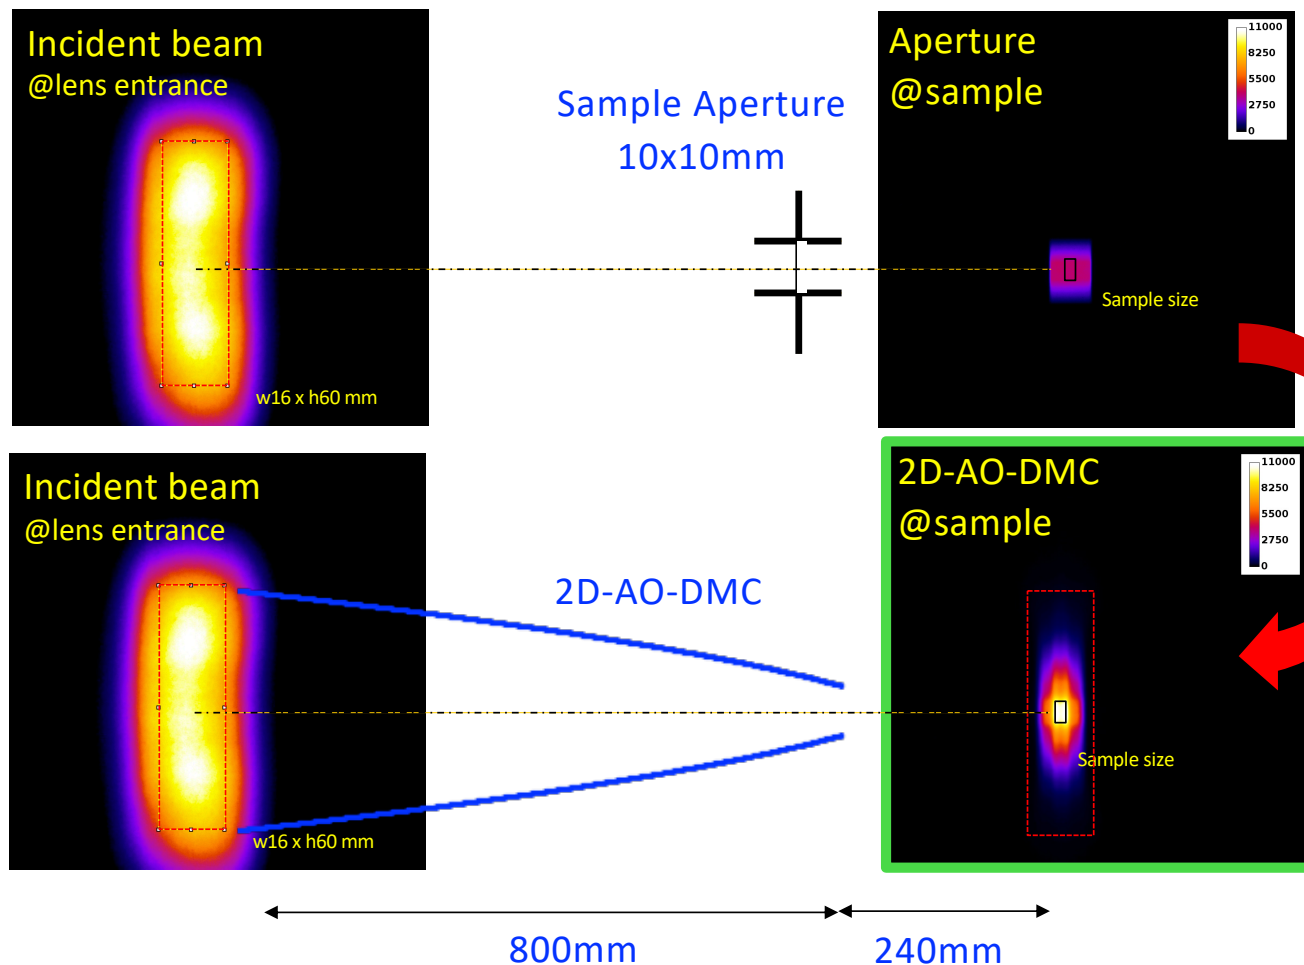 Incident beam
@lens entrance
w16 x h60 mm
Sample Aperture
10x10mm
Aperture
@sample
11000
8250
5500
2750
0
Sample size
Incident beam
@lens entrance
w16 x h60 mm
2D-AO-DMC
2D-AO-DMC
@sample
11000
8250
5500
2750
0
Sample size
800mm
240mm